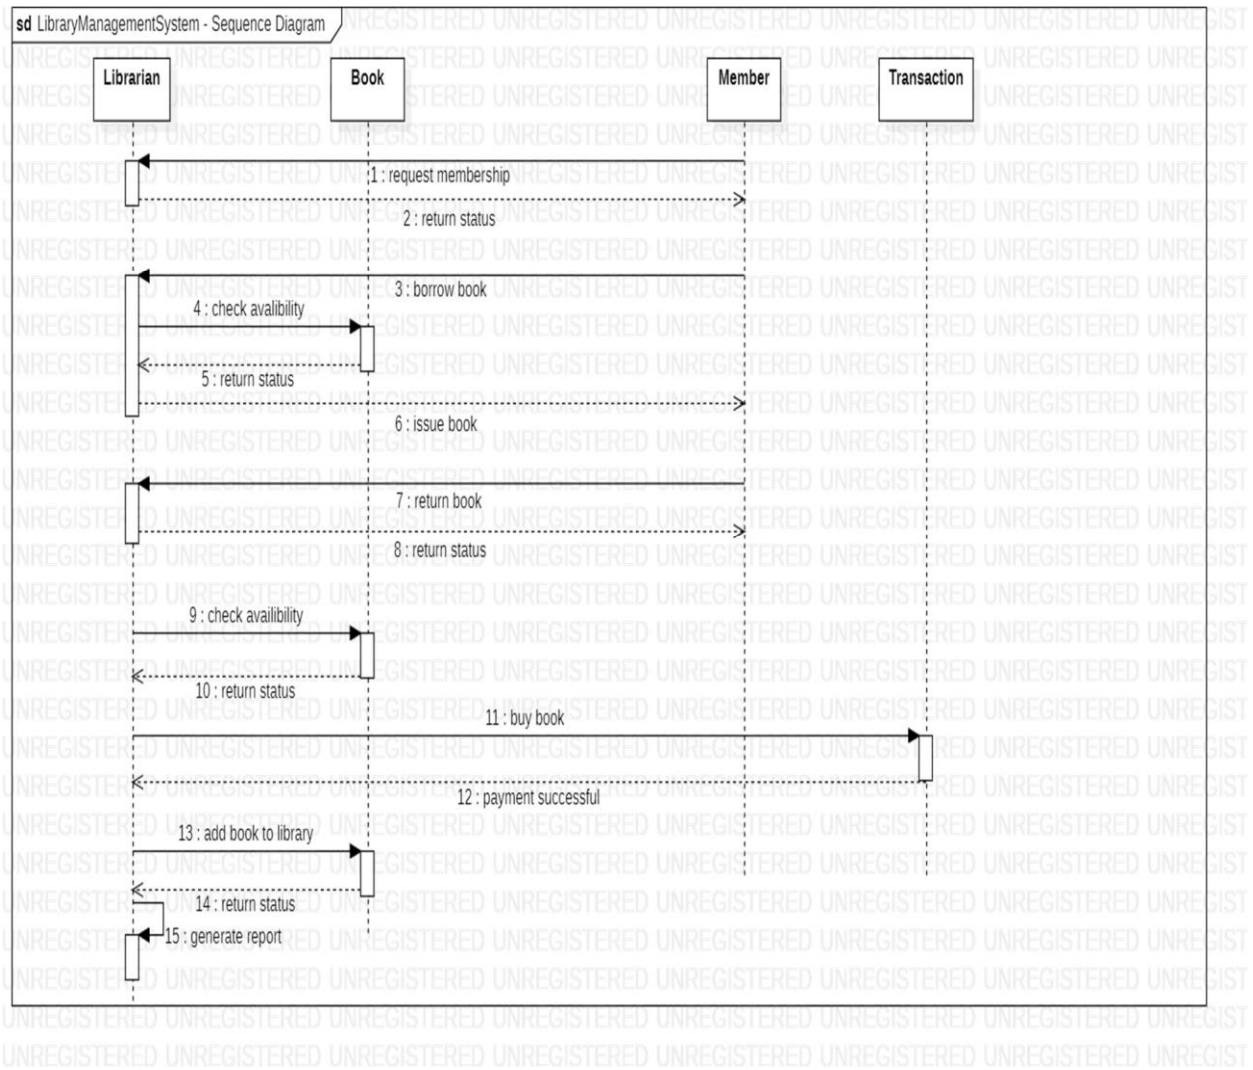 sd LibraryManagementSystem - Sequence Diagram
Librarian
Book
Member
Transaction
1 : request membership
2 : return status
3 : borrow book
4 : check avalibility
5 : return status
6 : issue book
7 : return book
8 : return status
9 : check availibility
10 : return status
11 : buy book
12 : payment successful
13 : add book to library
14 : return status
15 : generate report
UNREGISTERED